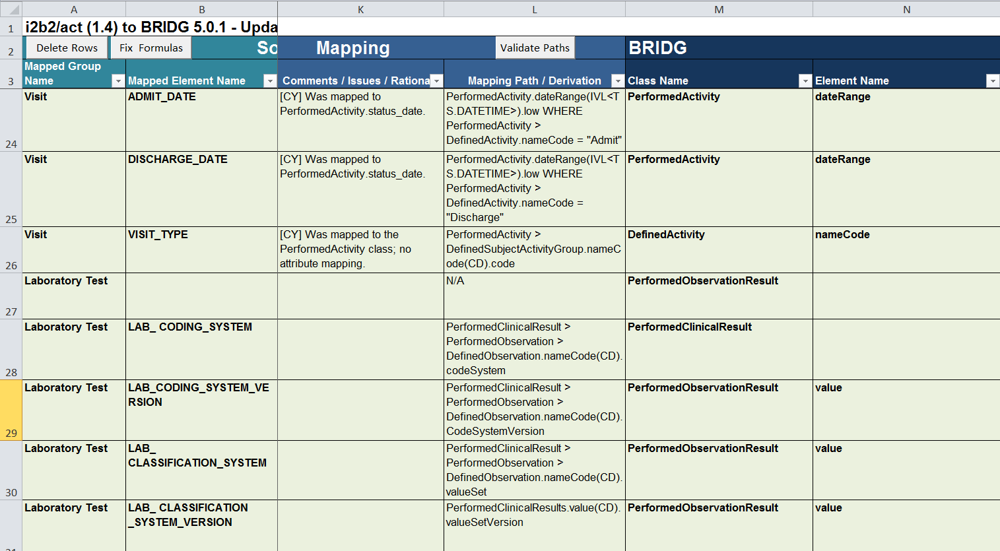 A B K L M N
1 i2b2/act (1.4) to BRIDG 5.0.1 - Upda
2 Delete Rows Fix Formulas So Mapping Validate Paths BRIDG
Mapped Group
3 Name Mapped Element Name Comments / Issues / Rationa Mapping Path / Derivation Class Name Element Name
Visit ADMIT_DATE [CY] Was mapped to PerformedActivity.dateRange(IVL<T PerformedActivity dateRange
PerformedActivity.status_date. S.DATETIME>).low WHERE
PerformedActivity >
24 DefinedActivity.nameCode = "Admit"
Visit DISCHARGE_DATE [CY] Was mapped to PerformedActivity.dateRange(IVL<T PerformedActivity dateRange
PerformedActivity.status_date. S.DATETIME>).low WHERE
PerformedActivity >
DefinedActivity.nameCode =
25 "Discharge"
Visit VISIT_TYPE [CY] Was mapped to the PerformedActivity > DefinedActivity nameCode
PerformedActivity class; no DefinedSubjectActivityGroup.nameC
26 attribute mapping. ode(CD).code
Laboratory Test N/A PerformedObservationResult
27
Laboratory Test LAB_ CODING_SYSTEM PerformedClinicalResult > PerformedClinicalResult
PerformedObservation >
DefinedObservation.nameCode(CD).
28 codeSystem
Laboratory Test LAB_CODING_SYSTEM_VE PerformedClinicalResult > PerformedObservationResult value
RSION PerformedObservation >
DefinedObservation.nameCode(CD).
29 CodeSystemVersion
Laboratory Test LAB_ PerformedClinicalResult > PerformedObservationResult value
CLASSIFICATION_SYSTEM PerformedObservation >
DefinedObservation.nameCode(CD).
30 valueSet
Laboratory Test LAB_ CLASSIFICATION PerformedClinicalResults.value(CD). PerformedObservationResult value
_SYSTEM_VERSION valueSetVersion